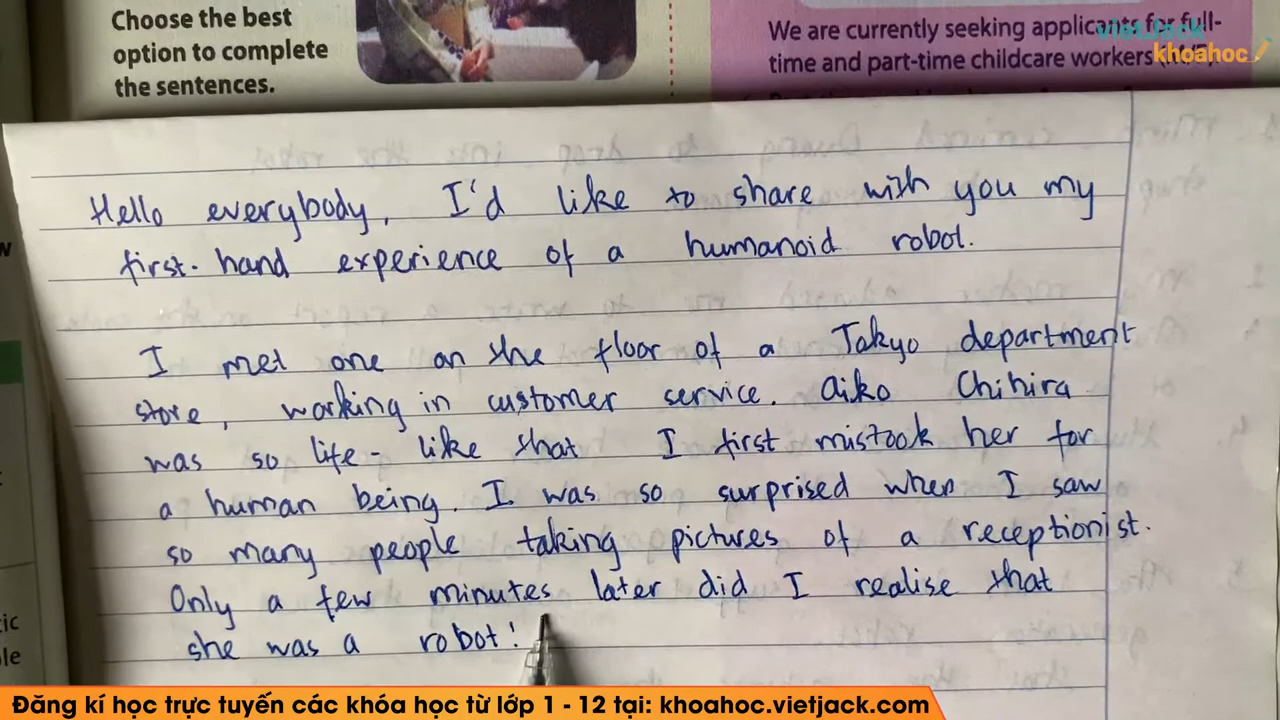 Choose the best
option to complete
the sentences.
We are currently seeking applicants for full-
time and part-time childcare workers
vietjack
khoahoc
Hello everybody, I'd like to share with you my
first-hand experience of a humanoid robot.
I met one on the floor of a Tokyo department
store, working in customer service. Aiko Chihira
was so life-like that I first mistook her for
a human being. I was so surprised when I saw
so many people taking pictures of a receptionist.
Only a few minutes later did I realise that
she was a robot!
Đăng kí học trực tuyến các khóa học từ lớp 1 - 12 tại: khoahoc.vietjack.com